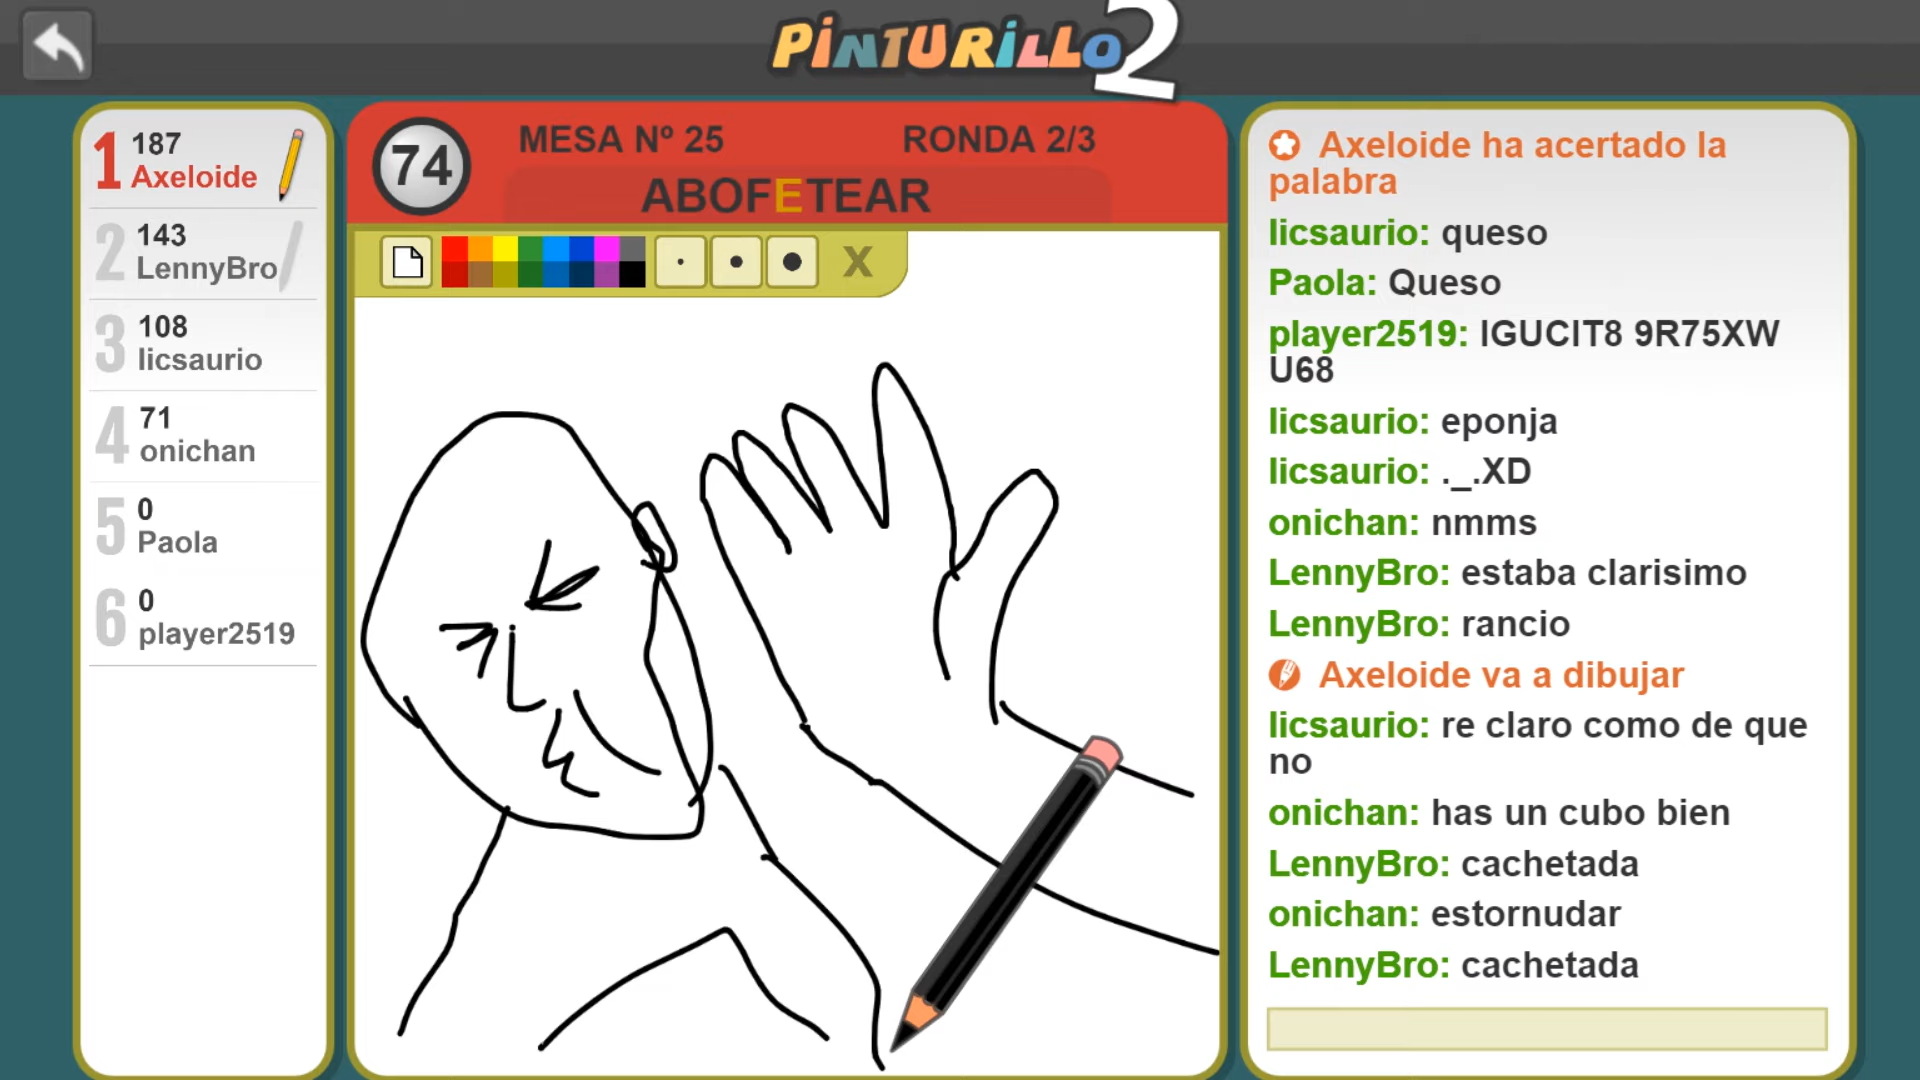 PINTURILLO 2
1 187
Axeloide
2 143
LennyBro
3 108
licsaurio
4 71
onichan
5 0
Paola
6 0
player2519
74
MESA Nº 25
RONDA 2/3
ABOFETEAR
X
Axeloide ha acertado la
palabra
licsaurio: queso
Paola: Queso
player2519: IGUCIT8 9R75XW
U68
licsaurio: eponja
licsaurio: ._.XD
onichan: nmms
LennyBro: estaba clarisimo
LennyBro: rancio
Axeloide va a dibujar
licsaurio: re claro como de que
no
onichan: has un cubo bien
LennyBro: cachetada
onichan: estornudar
LennyBro: cachetada